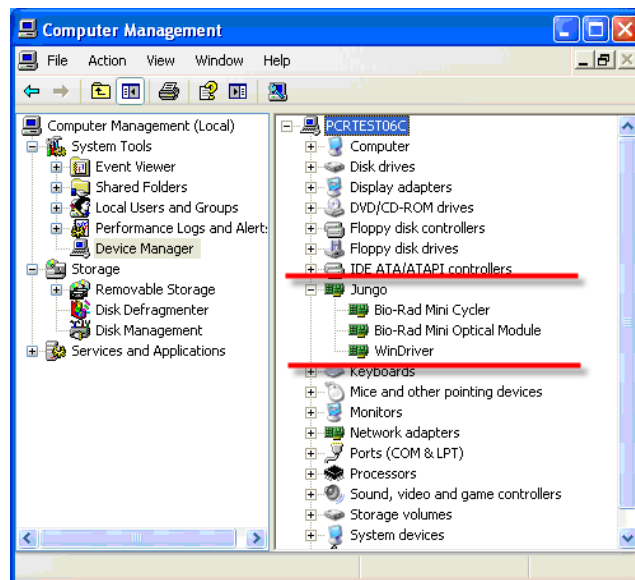 Computer Management
File Action View Window Help
Computer Management (Local)
System Tools
Event Viewer
Shared Folders
Local Users and Groups
Performance Logs and Alert:
Device Manager
Storage
Removable Storage
Disk Defragmenter
Disk Management
Services and Applications
PCRTEST06C
Computer
Disk drives
Display adapters
DVD/CD-ROM drives
Floppy disk controllers
Floppy disk drives
IDE ATA/ATAPI controllers
Jungo
Bio-Rad Mini Cycler
Bio-Rad Mini Optical Module
WinDriver
Keyboards
Mice and other pointing devices
Monitors
Network adapters
Ports (COM & LPT)
Processors
Sound, video and game controllers
Storage volumes
System devices